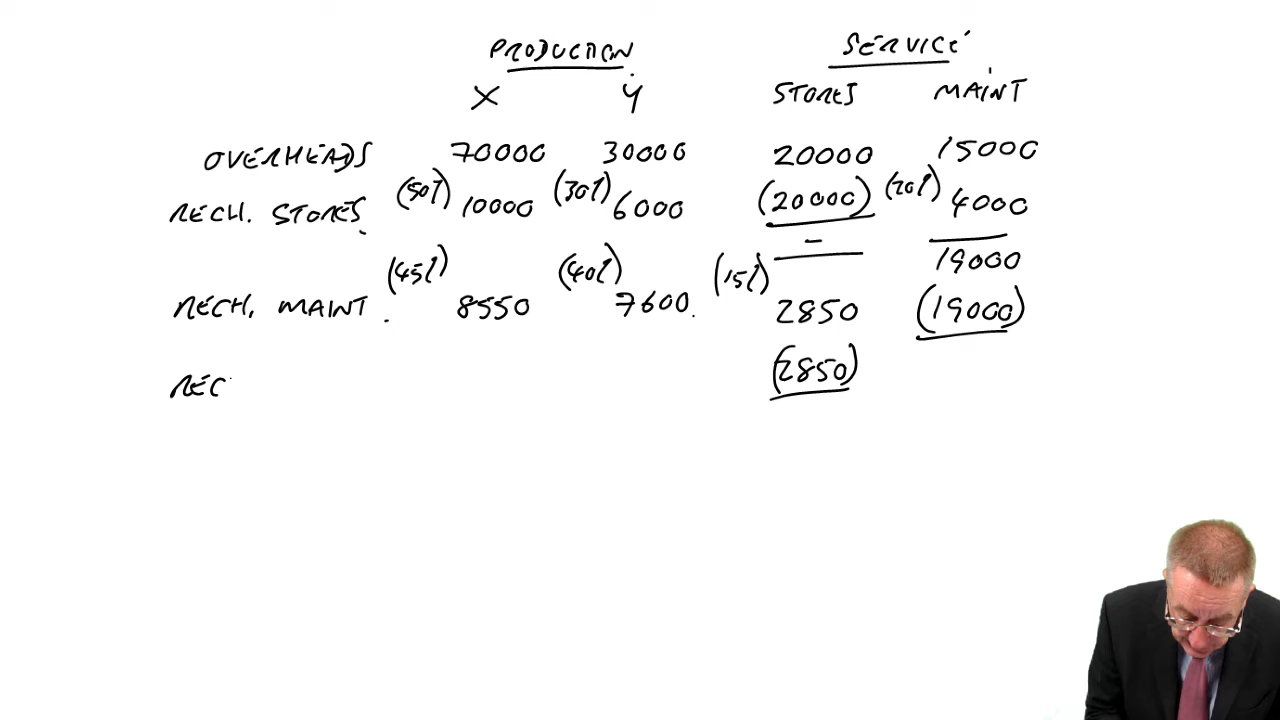 PRODUCTION SERVICE
X Y STORES MAINT
OVERHEADS 70000 30000 20000 15000
RECH. STORES (50%) 10000 (30%) 6000 (20000) (20%) 4000
- 19000
RECH. MAINT. (45%) 8550 (40%) 7600. (15%) 2850 (19000)
REC (2850)